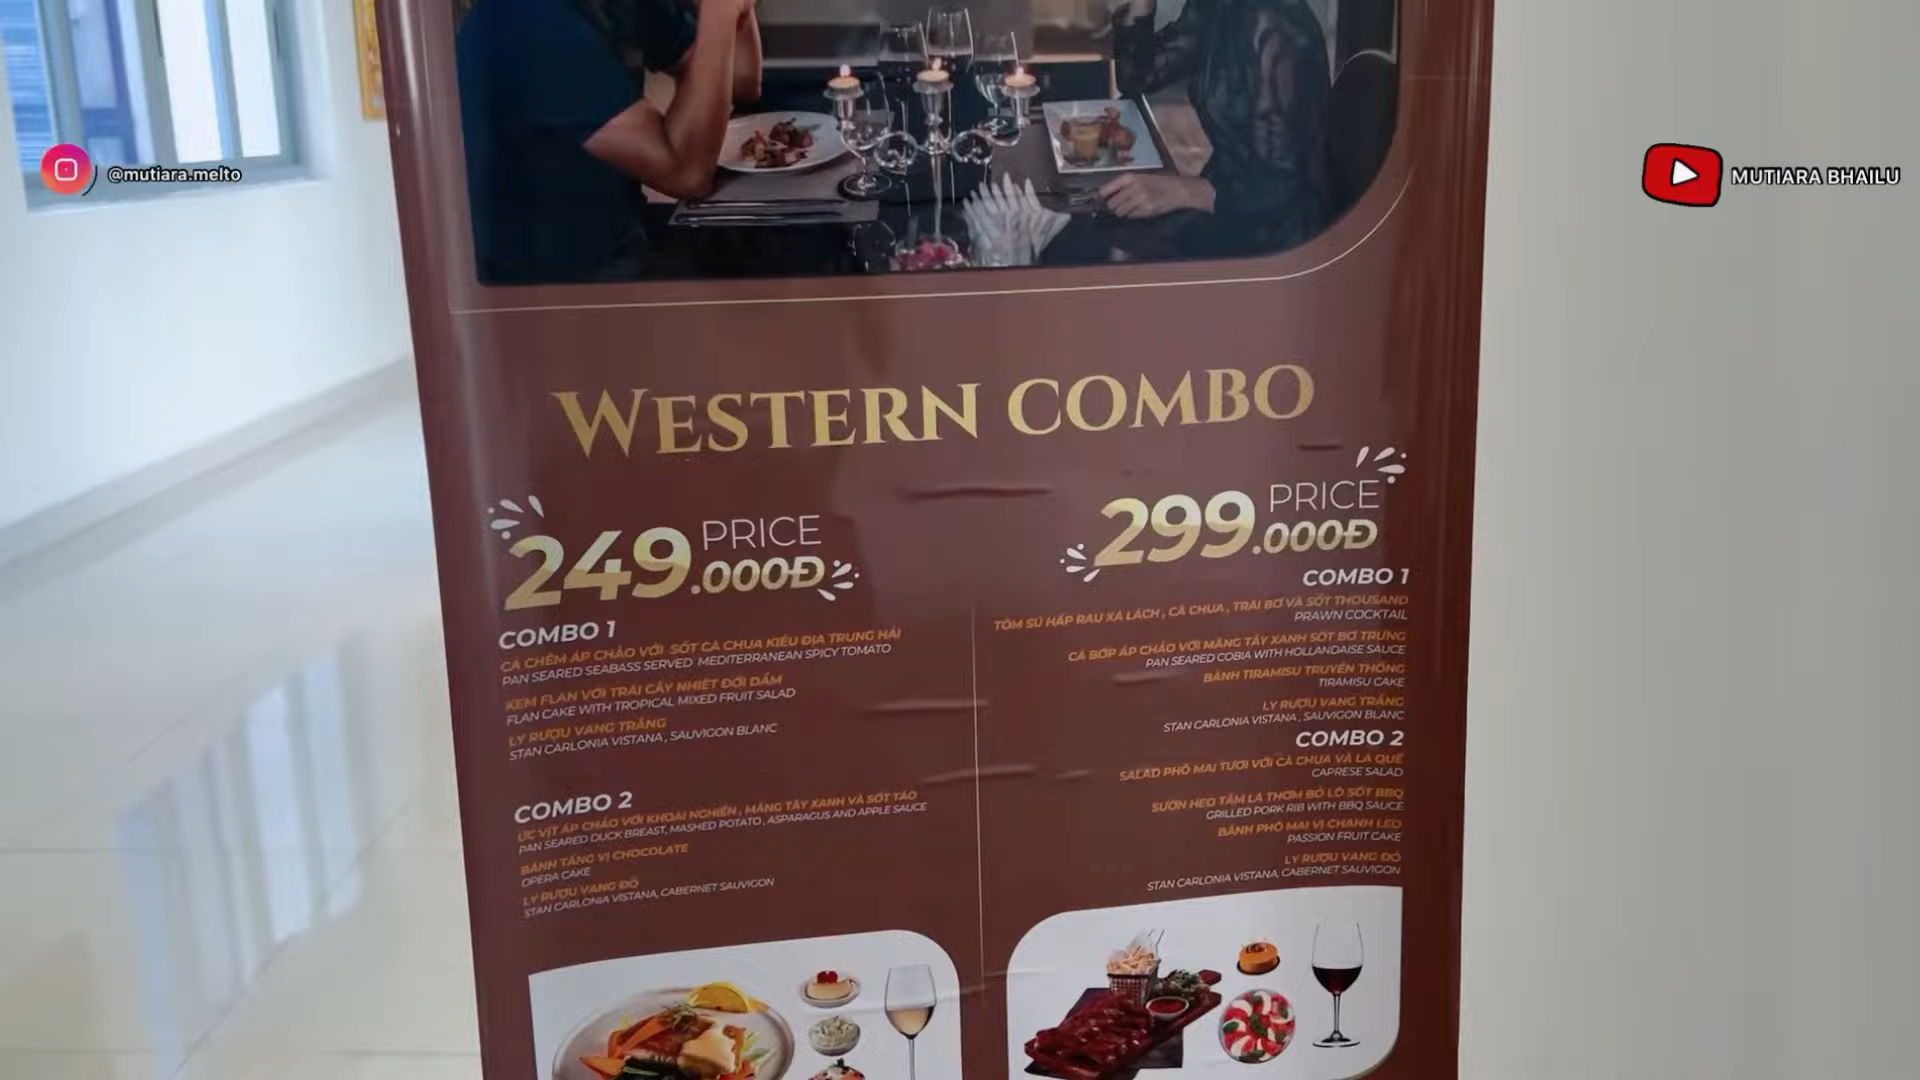 @mutiara.melto
MUTIARA BHAILU
WESTERN COMBO
249.000Đ PRICE
COMBO 1
CÁ CHẼM ÁP CHẢO VỚI SỐT CÀ CHUA KIỂU ĐỊA TRUNG HẢI
PAN SEARED SEABASS SERVED MEDITERRANEAN SPICY TOMATO
KEM FLAN VỚI TRÁI CÂY NHIỆT ĐỚI DẦM
FLAN CAKE WITH TROPICAL MIXED FRUIT SALAD
LY RƯỢU VANG TRẮNG
STAN CARLONIA VISTANA, SAUVIGON BLANC
COMBO 2
ỨC VỊT ÁP CHẢO VỚI KHOAI NGHIỀN, MĂNG TÂY XANH VÀ SỐT TÁO
PAN SEARED DUCK BREAST, MASHED POTATO, ASPARAGUS AND APPLE SAUCE
BÁNH TẦNG VỊ CHOCOLATE
OPERA CAKE
LY RƯỢU VANG ĐỎ
STAN CARLONIA VISTANA, CABERNET SAUVIGON
299.000Đ PRICE
COMBO 1
TÔM SÚ HẤP RAU XÀ LÁCH, CÀ CHUA, TRÁI BƠ VÀ SỐT THOUSAND
PRAWN COCKTAIL
CÁ BỚP ÁP CHẢO VỚI MĂNG TÂY XANH SỐT BƠ TRỨNG
PAN SEARED COBIA WITH HOLLANDAISE SAUCE
BÁNH TIRAMISU TRUYỀN THỐNG
TIRAMISU CAKE
LY RƯỢU VANG TRẮNG
STAN CARLONIA VISTANA, SAUVIGON BLANC
COMBO 2
SALAD PHÔ MAI TƯƠI VỚI CÀ CHUA VÀ LÁ QUẾ
CAPRESE SALAD
SƯỜN HEO TẨM LÁ THƠM BỎ LÒ SỐT BBQ
GRILLED PORK RIB WITH BBQ SAUCE
BÁNH PHÔ MAI VỊ CHANH LEO
PASSION FRUIT CAKE
LY RƯỢU VANG ĐỎ
STAN CARLONIA VISTANA, CABERNET SAUVIGON